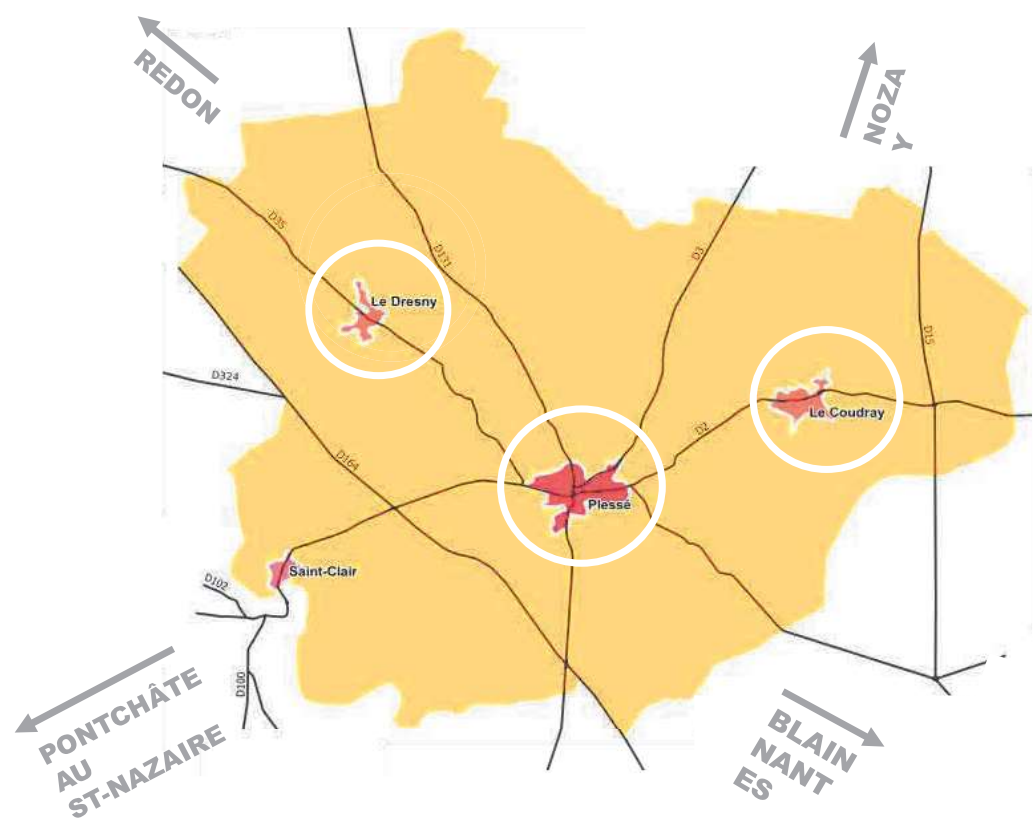 REDON
NOZA
Y
D35
D131
D3
Le Dresny
D15
D324
Le Coudray
D2
D164
Plessé
Saint-Clair
D102
D100
PONTCHÂTE
AU
ST-NAZAIRE
BLAIN
NANT
ES